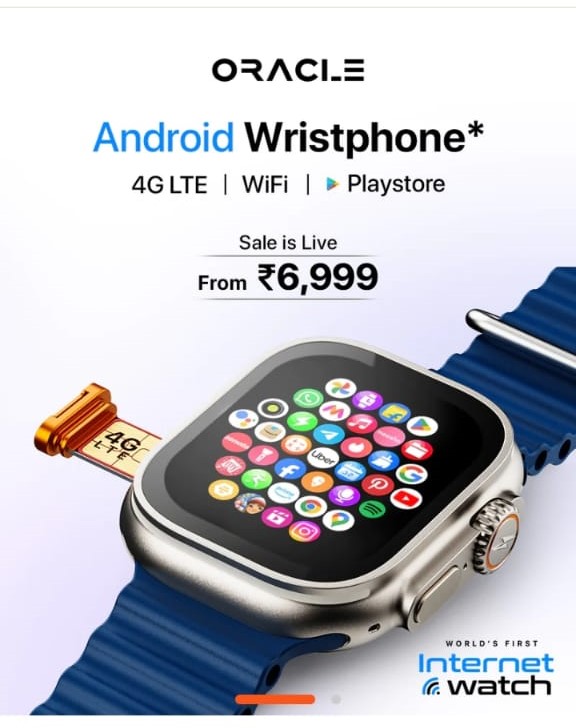 ORACLE
Android Wristphone*
4G LTE | WiFi | Playstore
Sale is Live
From ₹6,999
4G
LTE
Uber
WORLD'S FIRST
Internet
watch